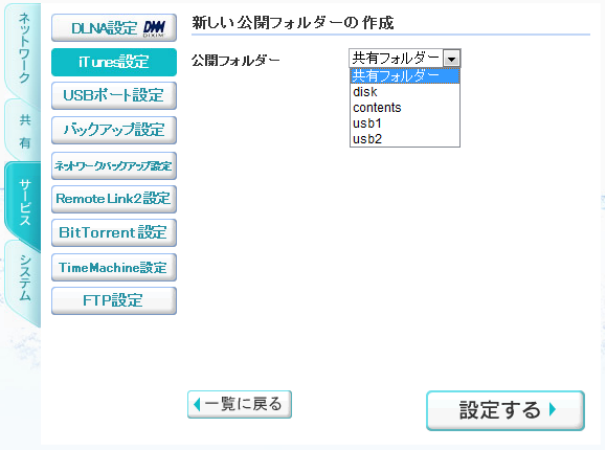 ネットワーク
共有
サービス
システム
DLNA設定
iTunes設定
USBポート設定
バックアップ設定
ネットワークバックアップ設定
Remote Link2設定
BitTorrent設定
TimeMachine設定
FTP設定
新しい公開フォルダーの作成
公開フォルダー
共有フォルダー
共有フォルダー
disk
contents
usb1
usb2
一覧に戻る
設定する